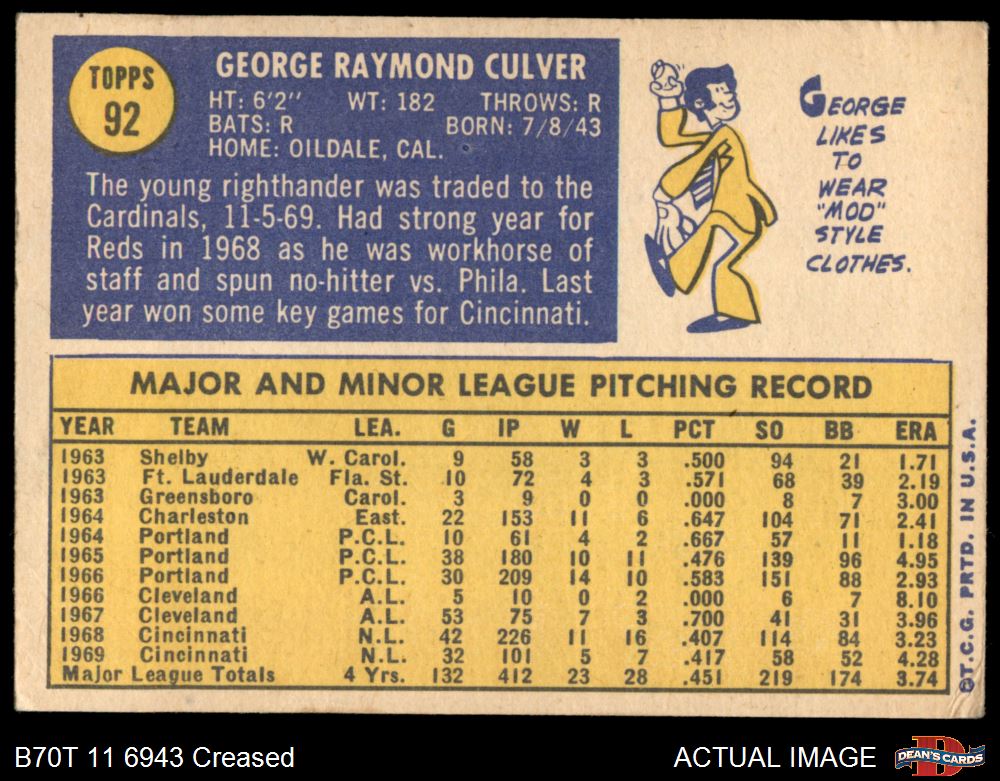 TOPPS
92
GEORGE RAYMOND CULVER
HT: 6'2" WT: 182 THROWS: R
BATS: R BORN: 7/8/43
HOME: OILDALE, CAL.
The young righthander was traded to the
Cardinals, 11-5-69. Had strong year for
Reds in 1968 as he was workhorse of
staff and spun no-hitter vs. Phila. Last
year won some key games for Cincinnati.
GEORGE
LIKES
TO
WEAR
"MOD"
STYLE
CLOTHES.
MAJOR AND MINOR LEAGUE PITCHING RECORD
YEAR TEAM LEA. G IP W L PCT SO BB ERA
1963 Shelby W. Carol. 9 58 3 3 .500 94 21 1.71
1963 Ft. Lauderdale Fla. St. 10 72 4 3 .571 68 39 2.19
1963 Greensboro Carol. 3 9 0 0 .000 8 7 3.00
1964 Charleston East. 22 153 11 6 .647 104 71 2.41
1964 Portland P.C.L. 10 61 4 2 .667 57 11 1.18
1965 Portland P.C.L. 38 180 10 11 .476 139 96 4.95
1966 Portland P.C.L. 30 209 14 10 .583 151 88 2.93
1966 Cleveland A.L. 5 10 0 2 .000 6 7 8.10
1967 Cleveland A.L. 53 75 7 3 .700 41 31 3.96
1968 Cincinnati N.L. 42 226 11 16 .407 114 84 3.23
1969 Cincinnati N.L. 32 101 5 7 .417 58 52 4.28
Major League Totals 4 Yrs. 132 412 23 28 .451 219 174 3.74
©T.C.G. PRTD. IN U.S.A.
B70T 11 6943 Creased
ACTUAL IMAGE
D
DEAN'S CARDS